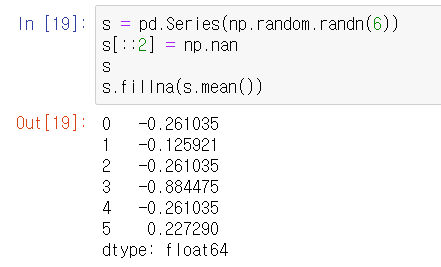 In [19]: s = pd.Series(np.random.randn(6))
s[::2] = np.nan
s
s.fillna(s.mean())
Out[19]: 0   -0.261035
1   -0.125921
2   -0.261035
3   -0.884475
4   -0.261035
5    0.227290
dtype: float64